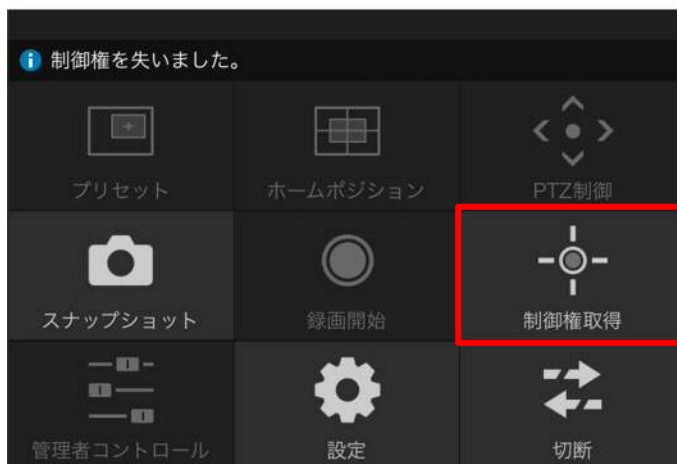 制御権を失いました。
プリセット
ホームポジション
PTZ制御
スナップショット
録画開始
制御権取得
管理者コントロール
設定
切断